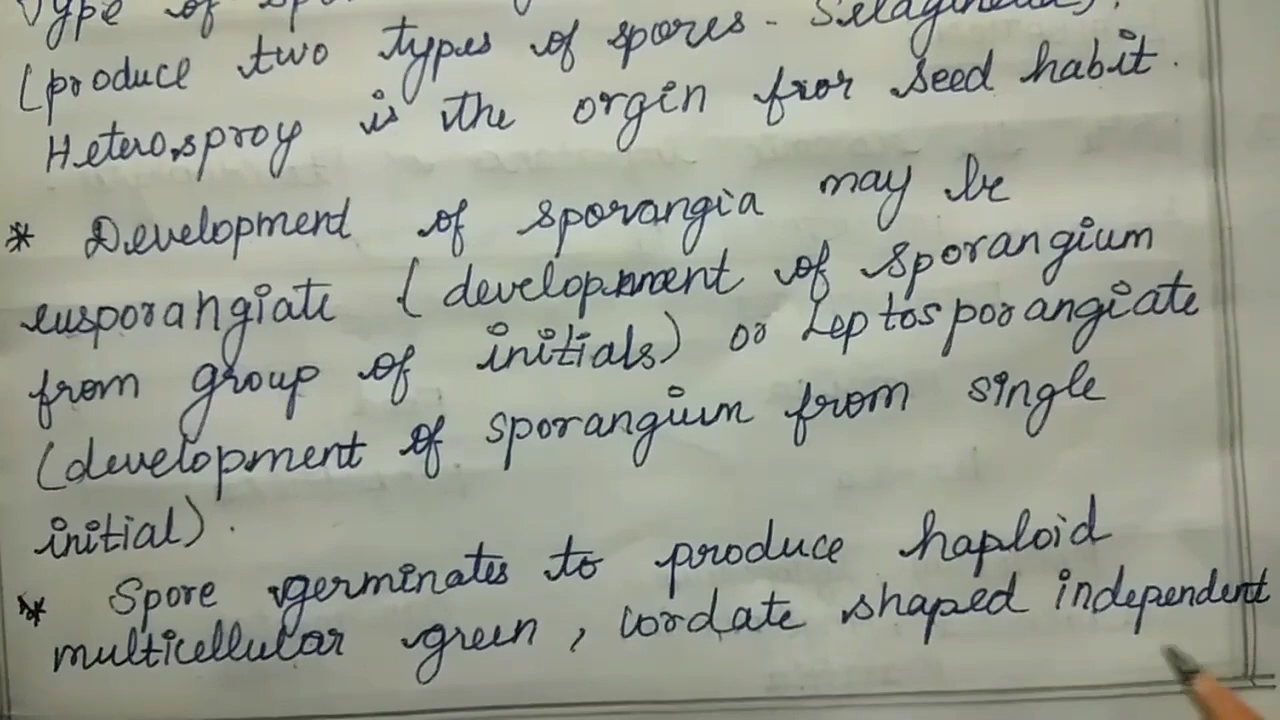 Type of
(produce two types of spores - Selaginella).
Heterosproy is the orgin fror seed habit.
* Development of sporangia may be
eusporangiate (development of sporangium
from group of initials) or Leptosporangiate
(development of sporangium from single
initial).
* Spore germinates to produce haploid
multicellular green, cordate shaped independent